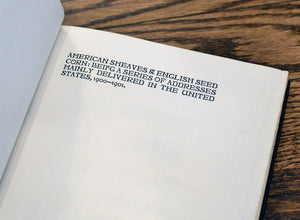 AMERICAN SHEAVES & ENGLISH SEED
CORN: BEING A SERIES OF ADDRESSES
MAINLY DELIVERED IN THE UNITED
STATES, 1900–1901.